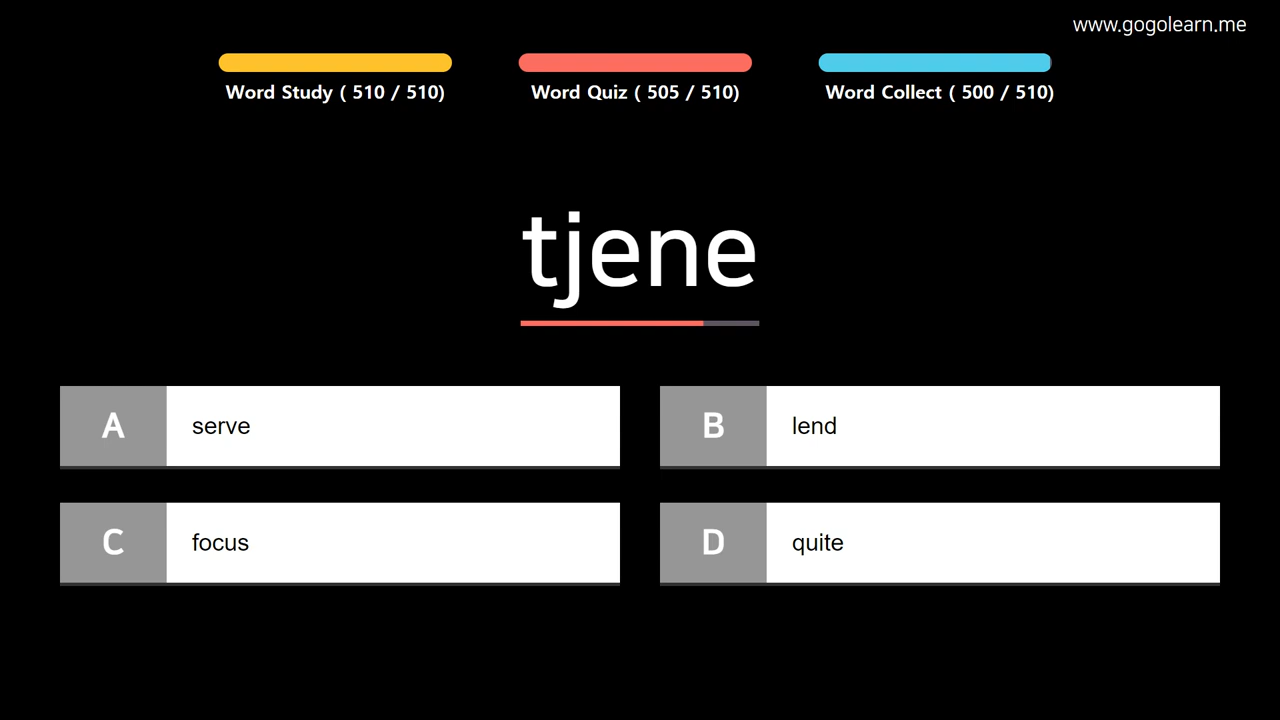 www.gogolearn.me
Word Study ( 510 / 510)
Word Quiz ( 505 / 510)
Word Collect ( 500 / 510)
tjene
A
serve
B
lend
C
focus
D
quite